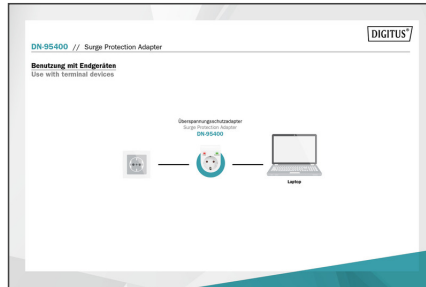 DIGITUS®
DN-95400 // Surge Protection Adapter
Benutzung mit Endgeräten
Use with terminal devices
Überspannungsschutzadapter
Surge Protection Adapter
DN-95400
Laptop